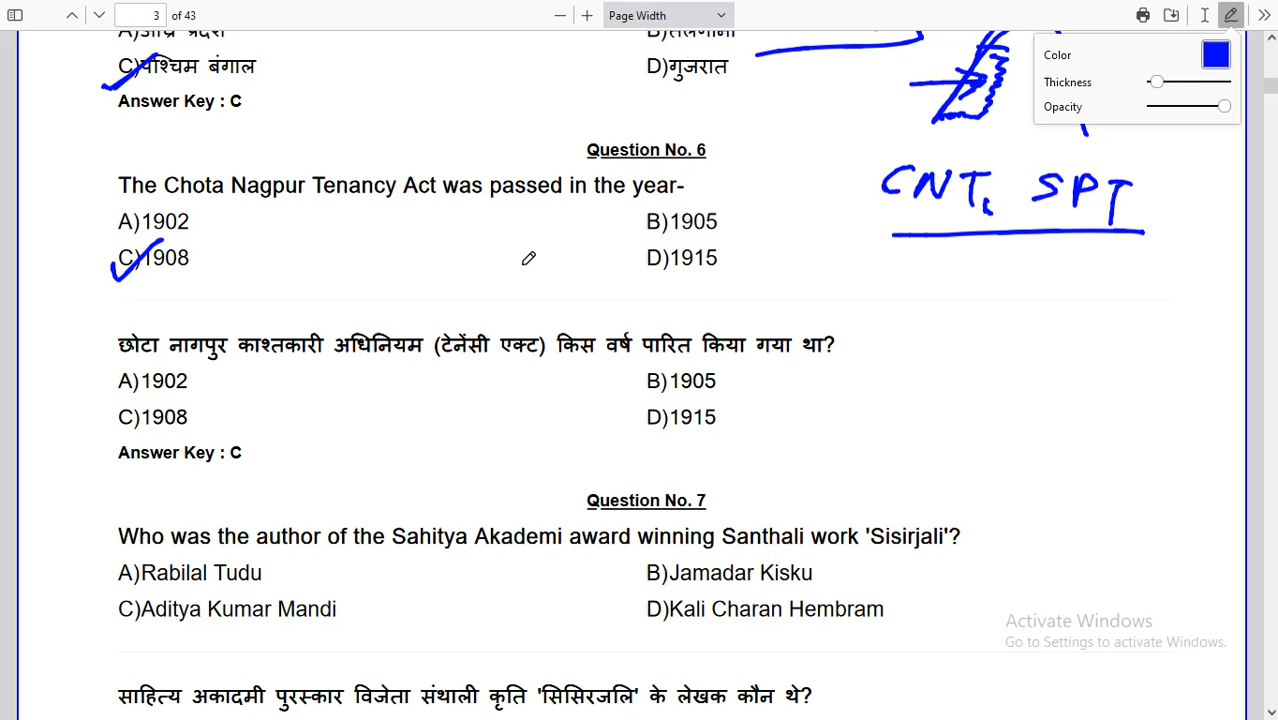 3 of 43 Page Width
A)आंध्र प्रदेश B)तेलंगाना
C)पश्चिम बंगाल D)गुजरात
Answer Key : C
Color
Thickness
Opacity
Question No. 6
The Chota Nagpur Tenancy Act was passed in the year-
A)1902 B)1905
C)1908 D)1915
CNT, SPT
छोटा नागपुर काश्तकारी अधिनियम (टेनेंसी एक्ट) किस वर्ष पारित किया गया था?
A)1902 B)1905
C)1908 D)1915
Answer Key : C
Question No. 7
Who was the author of the Sahitya Akademi award winning Santhali work 'Sisirjali'?
A)Rabilal Tudu B)Jamadar Kisku
C)Aditya Kumar Mandi D)Kali Charan Hembram
Activate Windows
Go to Settings to activate Windows.
साहित्य अकादमी पुरस्कार विजेता संथाली कृति 'सिसिरजलि' के लेखक कौन थे?